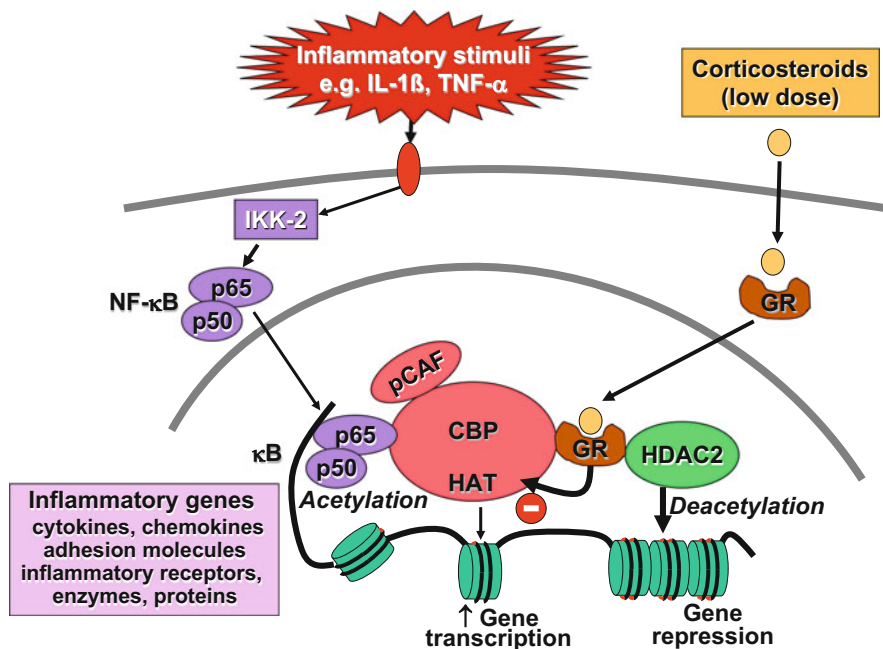 Inflammatory stimuli
e.g. IL-1ß, TNF-α
Corticosteroids
(low dose)
IKK-2
NF-κB
p65
p50
GR
pCAF
κB
p65
p50
CBP
HAT
GR
HDAC2
Acetylation
Deacetylation
Inflammatory genes
cytokines, chemokines
adhesion molecules
inflammatory receptors,
enzymes, proteins
↑ Gene
transcription
Gene
repression